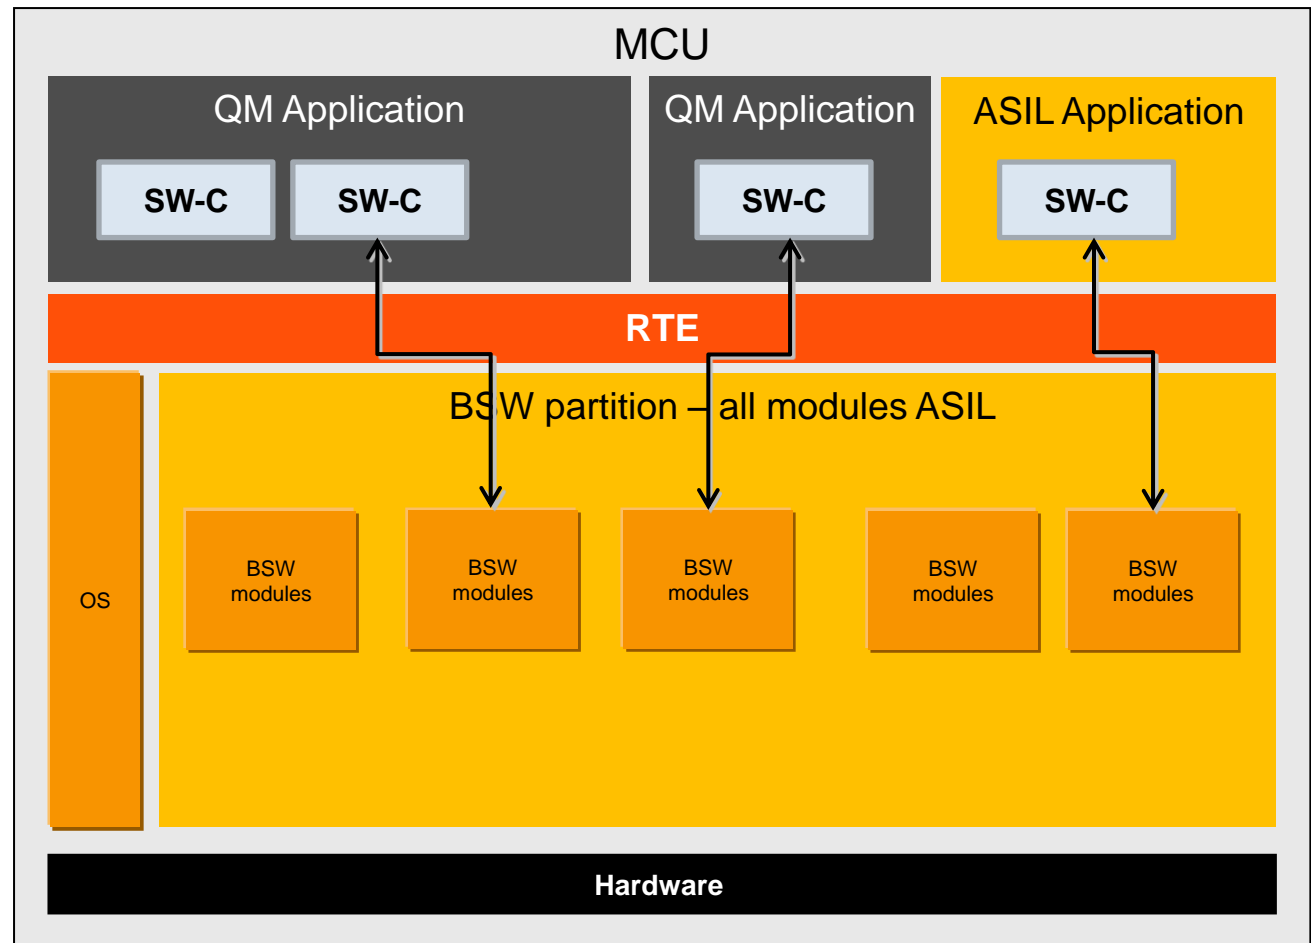 MCU
QM Application
QM Application
ASIL Application
SW-C
SW-C
SW-C
SW-C
RTE
BSW partition – all modules ASIL
OS
BSW
modules
BSW
modules
BSW
modules
BSW
modules
BSW
modules
Hardware